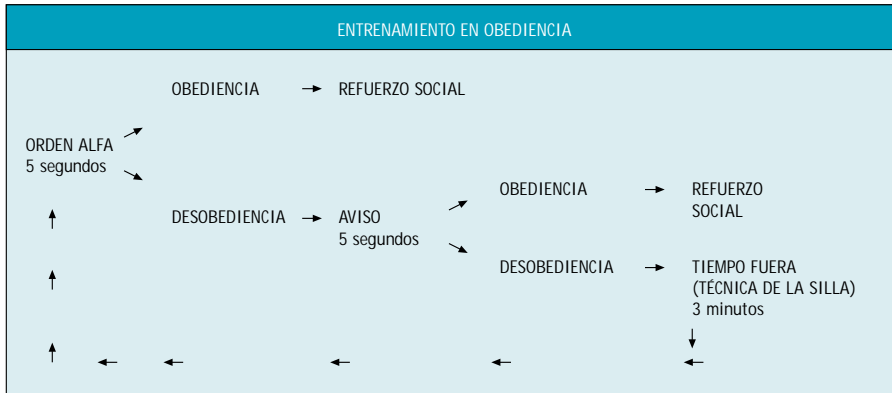 ENTRENAMIENTO EN OBEDIENCIA
OBEDIENCIA → REFUERZO SOCIAL
ORDEN ALFA
5 segundos
DESOBEDIENCIA → AVISO
5 segundos
OBEDIENCIA → REFUERZO
SOCIAL
DESOBEDIENCIA → TIEMPO FUERA
(TÉCNICA DE LA SILLA)
3 minutos